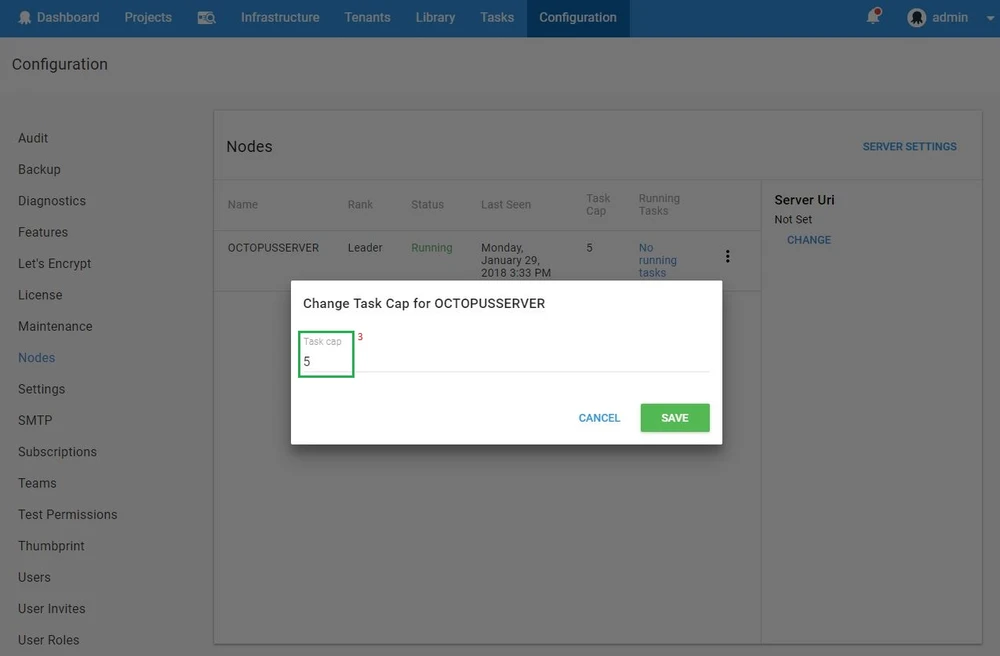 Dashboard Projects Infrastructure Tenants Library Tasks Configuration admin
Configuration
Audit
Backup
Diagnostics
Features
Let's Encrypt
License
Maintenance
Nodes
Settings
SMTP
Subscriptions
Teams
Test Permissions
Thumbprint
Users
User Invites
User Roles
Nodes
SERVER SETTINGS
Name Rank Status Last Seen Task Cap Running Tasks
OCTOPUSSERVER Leader Running Monday, 5 No
January 29, running
2018 3:33 PM tasks
Server Uri
Not Set
CHANGE
Change Task Cap for OCTOPUSSERVER
Task cap 3
5
CANCEL SAVE